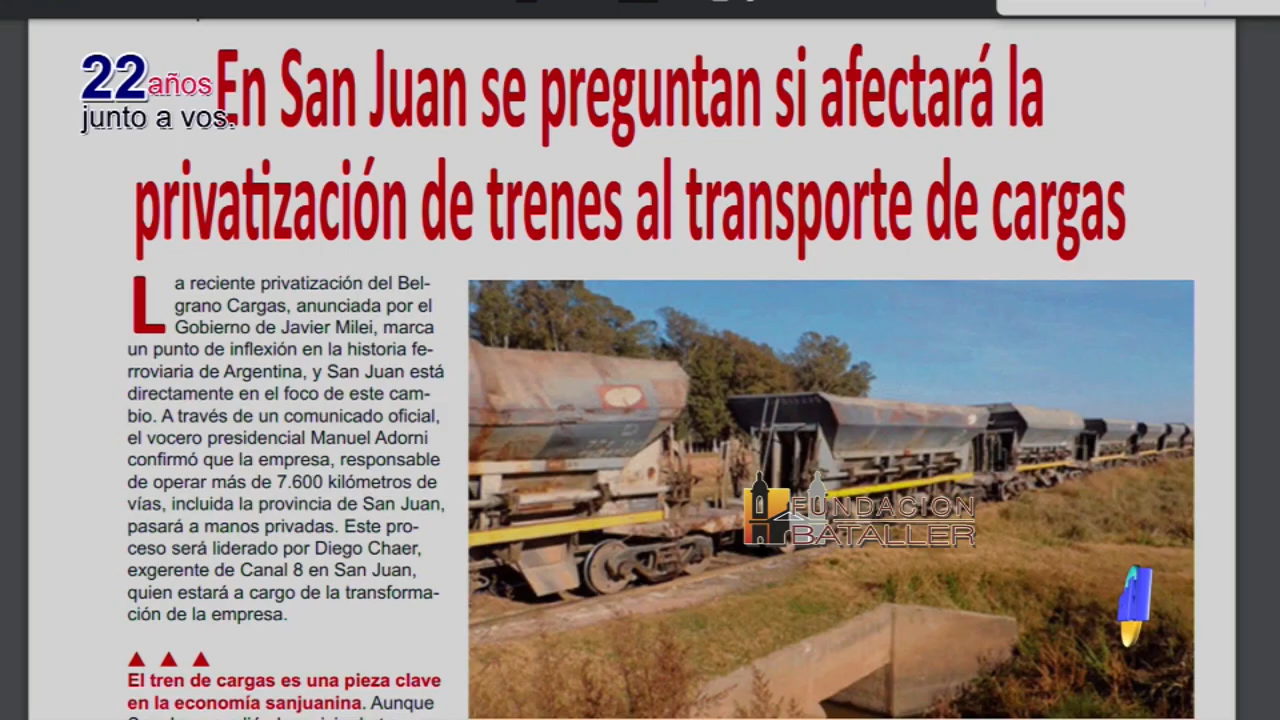 22 años
junto a vos.
En San Juan se preguntan si afectará la
privatización de trenes al transporte de cargas
La reciente privatización del Bel-
grano Cargas, anunciada por el
Gobierno de Javier Milei, marca
un punto de inflexión en la historia fe-
rroviaria de Argentina, y San Juan está
directamente en el foco de este cam-
bio. A través de un comunicado oficial,
el vocero presidencial Manuel Adorni
confirmó que la empresa, responsable
de operar más de 7.600 kilómetros de
vías, incluida la provincia de San Juan,
pasará a manos privadas. Este pro-
ceso será liderado por Diego Chaer,
exgerente de Canal 8 en San Juan,
quien estará a cargo de la transforma-
ción de la empresa.
El tren de cargas es una pieza clave
en la economía sanjuanina. Aunque
FUNDACION
BATALLER